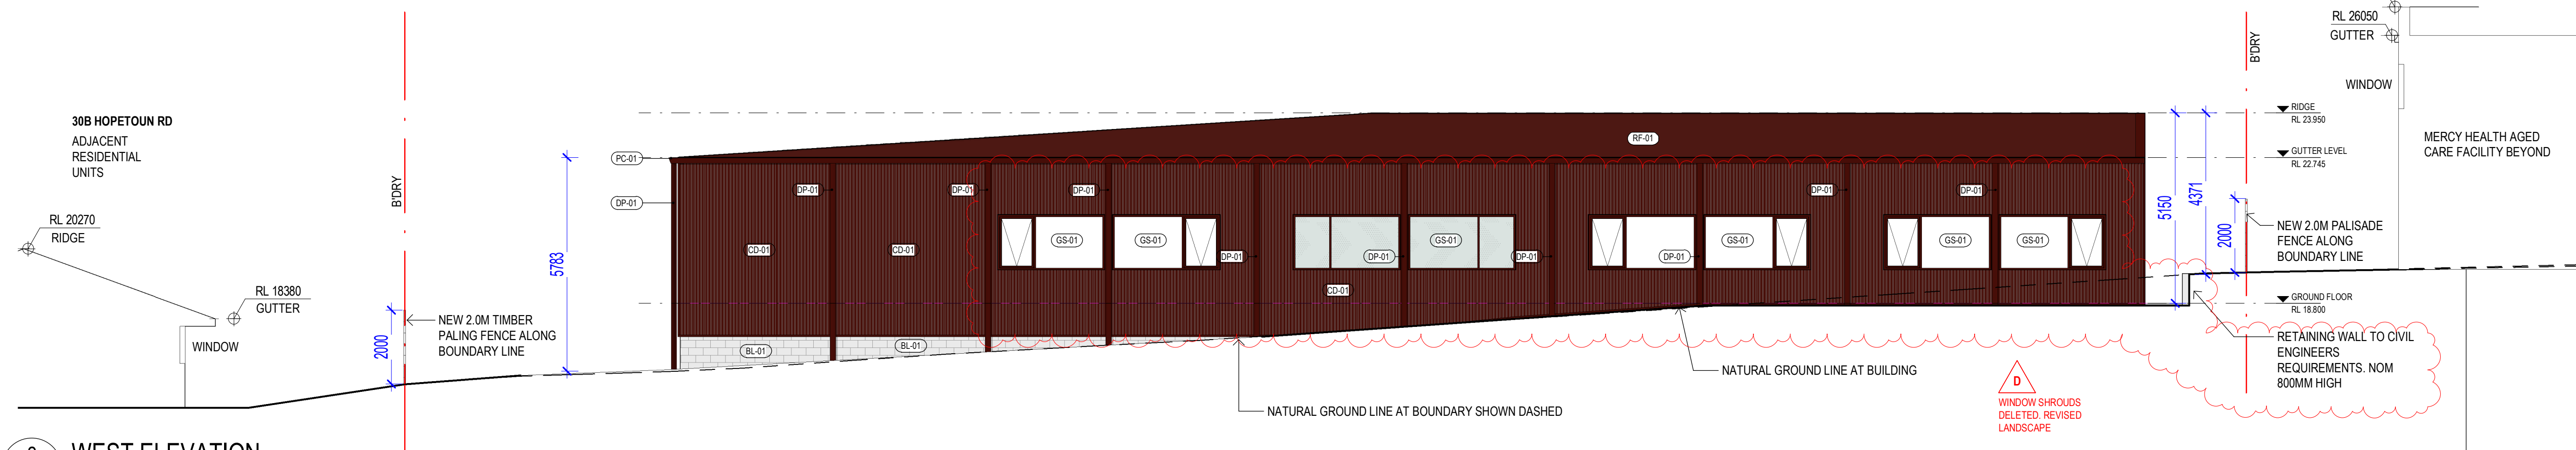 30B HOPETOUN RD
ADJACENT
RESIDENTIAL
UNITS
RL 20270
RIDGE
RL 18380
GUTTER
WINDOW
B'DRY
2000
NEW 2.0M TIMBER
PALING FENCE ALONG
BOUNDARY LINE
5783
PC-01
DP-01
DP-01
DP-01
DP-01
DP-01
DP-01
RF-01
CD-01
CD-01
GS-01
GS-01
DP-01
DP-01
GS-01
DP-01
DP-01
GS-01
GS-01
GS-01
CD-01
BL-01
BL-01
NATURAL GROUND LINE AT BOUNDARY SHOWN DASHED
NATURAL GROUND LINE AT BUILDING
D
WINDOW SHROUDS
DELETED. REVISED
LANDSCAPE
5150
4371
2000
B'DRY
RIDGE
RL 23.950
GUTTER LEVEL
RL 22.745
NEW 2.0M PALISADE
FENCE ALONG
BOUNDARY LINE
GROUND FLOOR
RL 18.800
RETAINING WALL TO CIVIL
ENGINEERS
REQUIREMENTS. NOM
800MM HIGH
RL 26050
GUTTER
WINDOW
MERCY HEALTH AGED
CARE FACILITY BEYOND
WEST ELEVATION